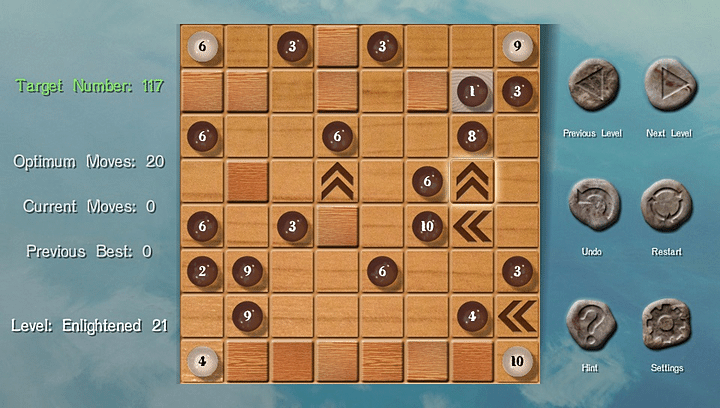 6 3 3 9
Target Number: 117
1 3
Previous Level Next Level
6 6 8
Optimum Moves: 20
6
Current Moves: 0
6 3 10
Previous Best: 0
Undo Restart
2 9 6 3
9 4
Level: Enlightened 21
?
4 10
Hint Settings